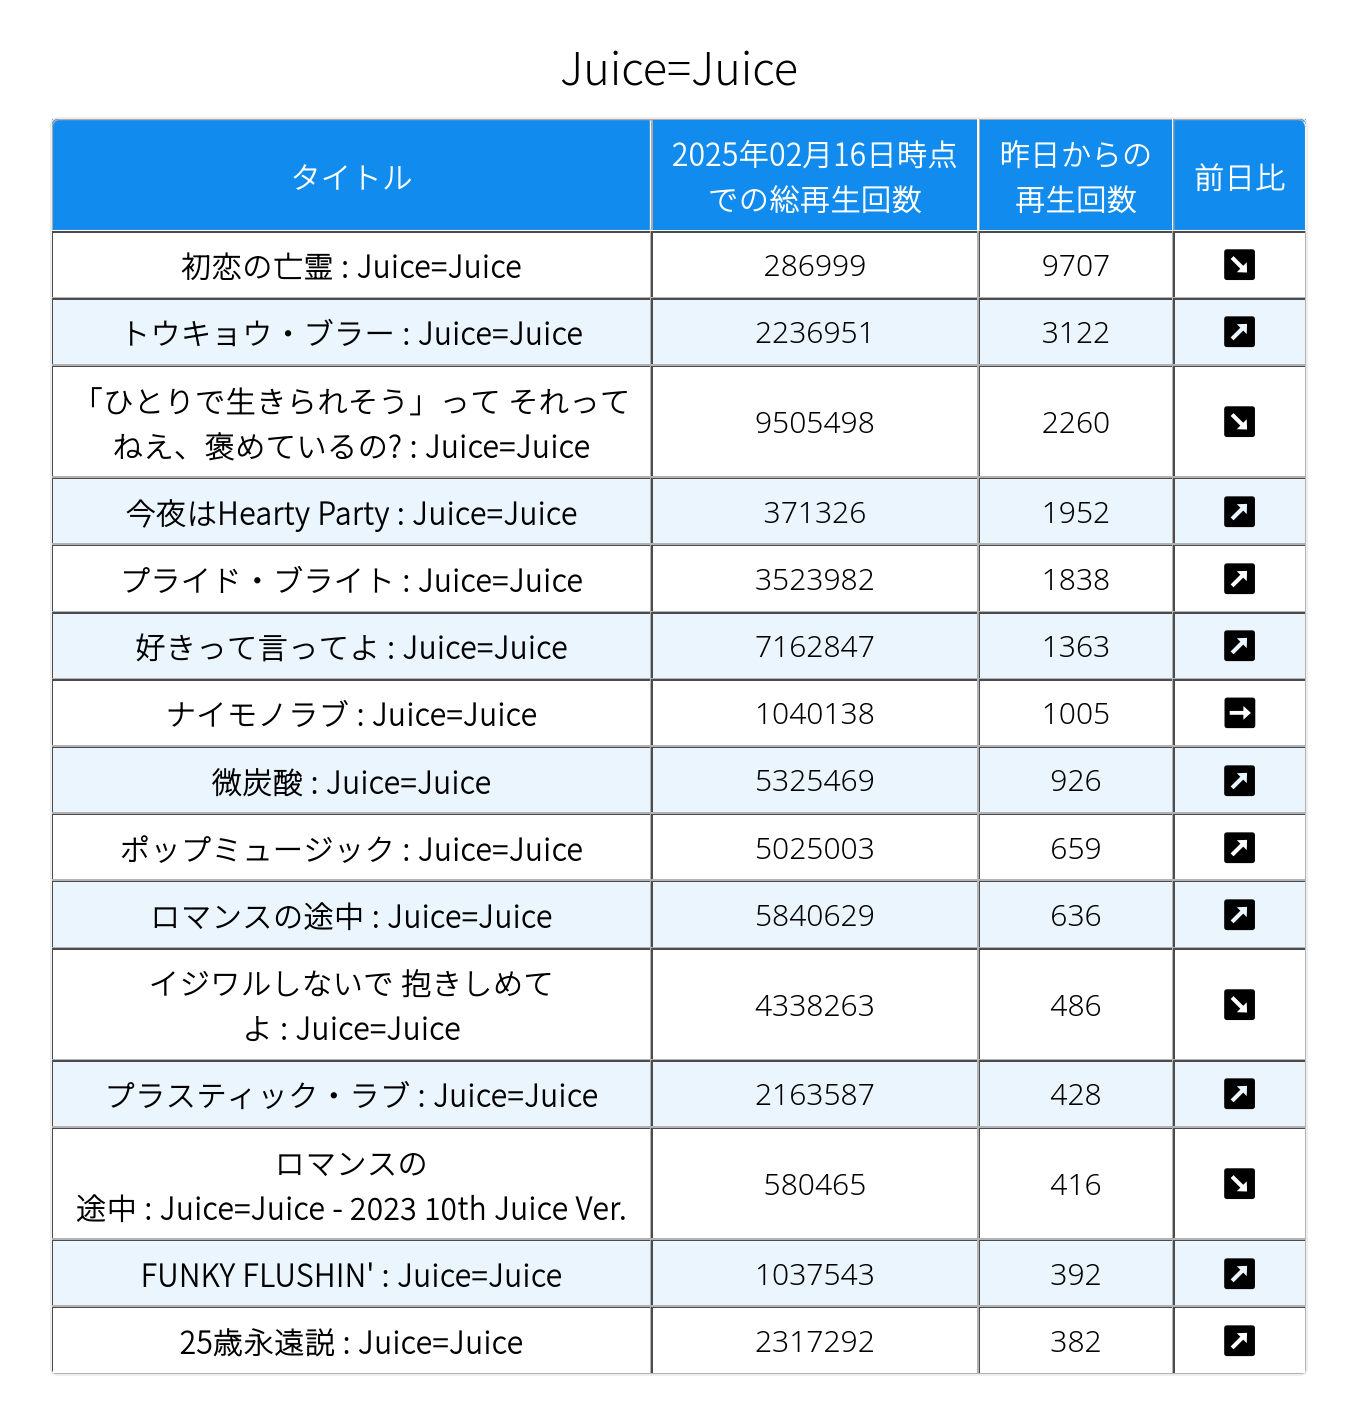 Juice=Juice
タイトル
2025年02月16日時点
での総再生回数
昨日からの
再生回数
前日比
初恋の亡霊 : Juice=Juice 286999 9707 ↘
トウキョウ・ブラー : Juice=Juice 2236951 3122 ↗
「ひとりで生きられそう」って それって
ねえ、褒めているの? : Juice=Juice
9505498 2260 ↘
今夜はHearty Party : Juice=Juice 371326 1952 ↗
プライド・ブライト : Juice=Juice 3523982 1838 ↗
好きって言ってよ : Juice=Juice 7162847 1363 ↗
ナイモノラブ : Juice=Juice 1040138 1005 →
微炭酸 : Juice=Juice 5325469 926 ↗
ポップミュージック : Juice=Juice 5025003 659 ↗
ロマンスの途中 : Juice=Juice 5840629 636 ↗
イジワルしないで 抱きしめて
よ : Juice=Juice
4338263 486 ↘
プラスティック・ラブ : Juice=Juice 2163587 428 ↗
ロマンスの
途中 : Juice=Juice - 2023 10th Juice Ver.
580465 416 ↘
FUNKY FLUSHIN' : Juice=Juice 1037543 392 ↗
25歳永遠説 : Juice=Juice 2317292 382 ↗